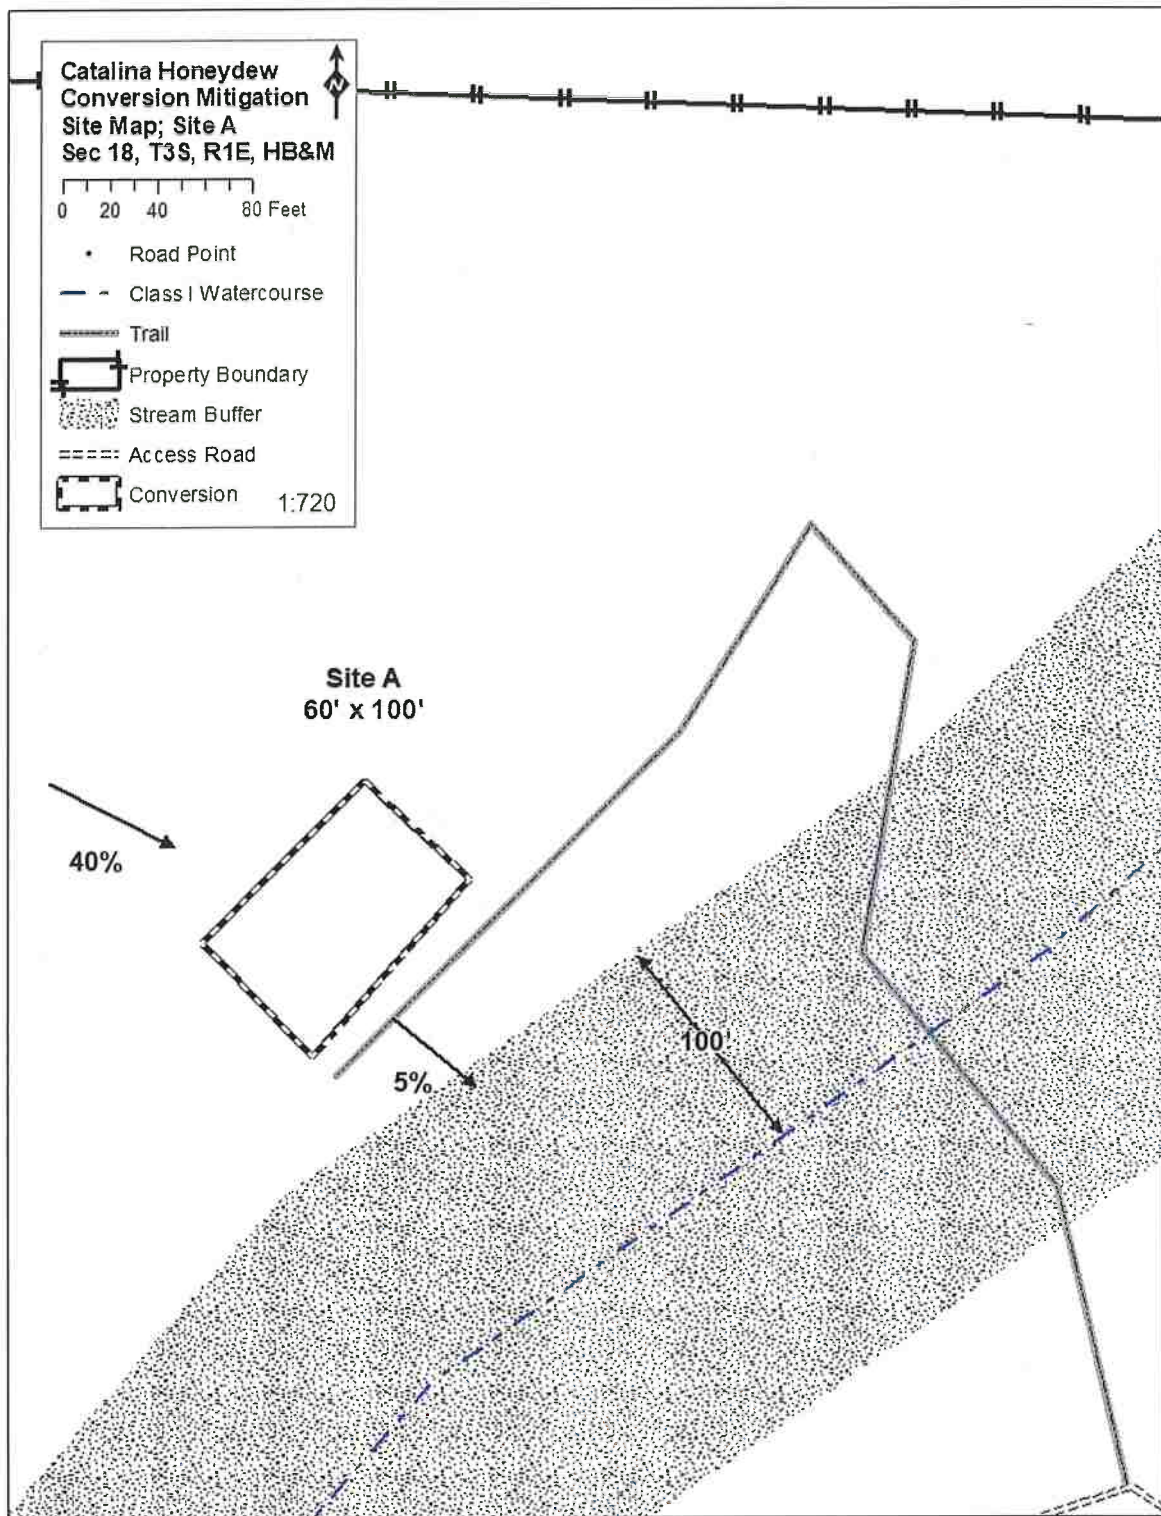 Catalina Honeydew
Conversion Mitigation
Site Map; Site A
Sec 18, T3S, R1E, HB&M
N
0 20 40 80 Feet
Road Point
Class I Watercourse
Trail
Property Boundary
Stream Buffer
Access Road
Conversion 1:720
Site A
60' x 100'
40%
100'
5%